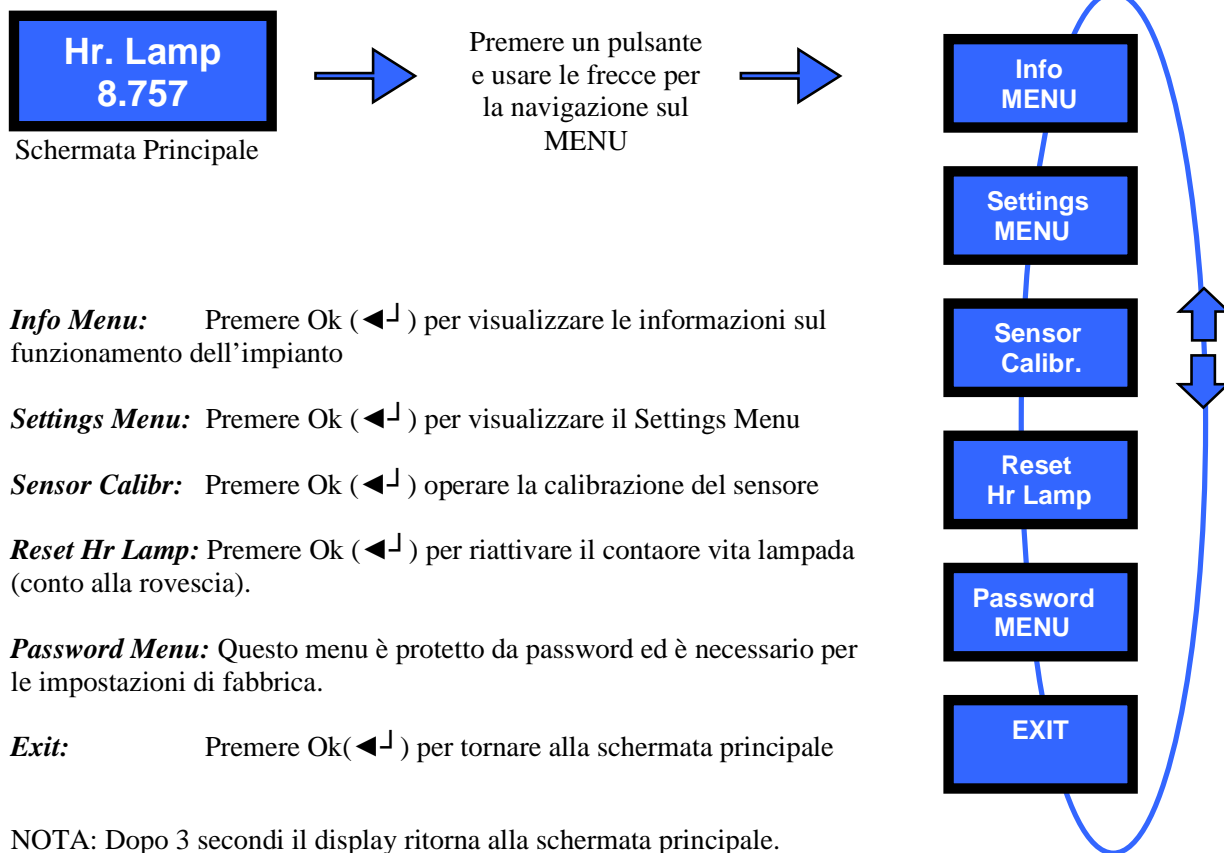 Hr. Lamp
8.757
Schermata Principale
Premere un pulsante
e usare le frecce per
la navigazione sul
MENU
Info
MENU
Settings
MENU
Sensor
Calibr.
Reset
Hr Lamp
Password
MENU
EXIT
Info Menu: Premere Ok (◄┘) per visualizzare le informazioni sul
funzionamento dell’impianto
Settings Menu: Premere Ok (◄┘) per visualizzare il Settings Menu
Sensor Calibr: Premere Ok (◄┘) operare la calibrazione del sensore
Reset Hr Lamp: Premere Ok (◄┘) per riattivare il contaore vita lampada
(conto alla rovescia).
Password Menu: Questo menu è protetto da password ed è necessario per
le impostazioni di fabbrica.
Exit: Premere Ok(◄┘) per tornare alla schermata principale
NOTA: Dopo 3 secondi il display ritorna alla schermata principale.